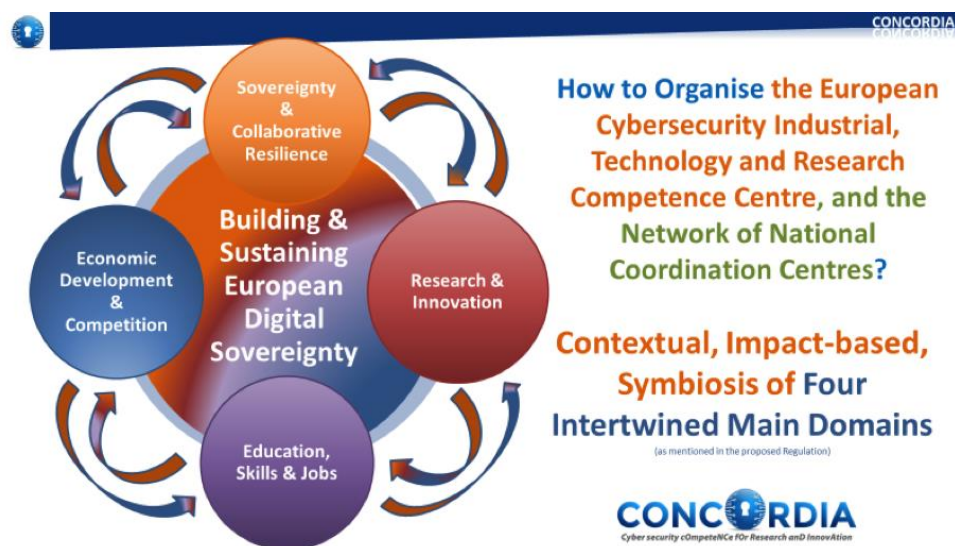 CONCORDIA
Sovereignty
&
Collaborative
Resilience
Building &
Sustaining
European
Digital
Sovereignty
Economic
Development
&
Competition
Research &
Innovation
Education,
Skills & Jobs
How to Organise the European
Cybersecurity Industrial,
Technology and Research
Competence Centre, and the
Network of National
Coordination Centres?
Contextual, Impact-based,
Symbiosis of Four
Intertwined Main Domains
(as mentioned in the proposed Regulation)
CONCORDIA
Cyber security cOmpeteNCe fOr Research anD InnovAtion